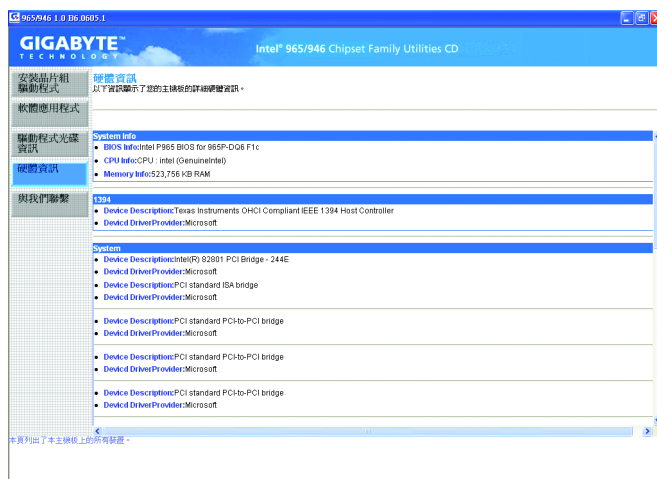 965/946 1.0 B6.0605.1
GIGABYTE™
TECHNOLOGY
Intel® 965/946 Chipset Family Utilities CD
安裝晶片組
驅動程式
軟體應用程式
驅動程式光碟
資訊
硬體資訊
與我們聯繫
硬體資訊
以下資訊顯示了您的主機板的詳細硬體資訊。
System Info
BIOS Info:Intel P965 BIOS for 965P-DQ6 F1c
CPU Info:CPU : intel (GenuineIntel)
Memory Info:523,756 KB RAM
1394
Device Description:Texas Instruments OHCI Compliant IEEE 1394 Host Controller
Devicd DriverProvider:Microsoft
System
Device Description:Intel(R) 82801 PCI Bridge - 244E
Devicd DriverProvider:Microsoft
Device Description:PCI standard ISA bridge
Devicd DriverProvider:Microsoft
Device Description:PCI standard PCI-to-PCI bridge
Devicd DriverProvider:Microsoft
Device Description:PCI standard PCI-to-PCI bridge
Devicd DriverProvider:Microsoft
Device Description:PCI standard PCI-to-PCI bridge
Devicd DriverProvider:Microsoft
本頁列出了本主機板上的所有裝置。